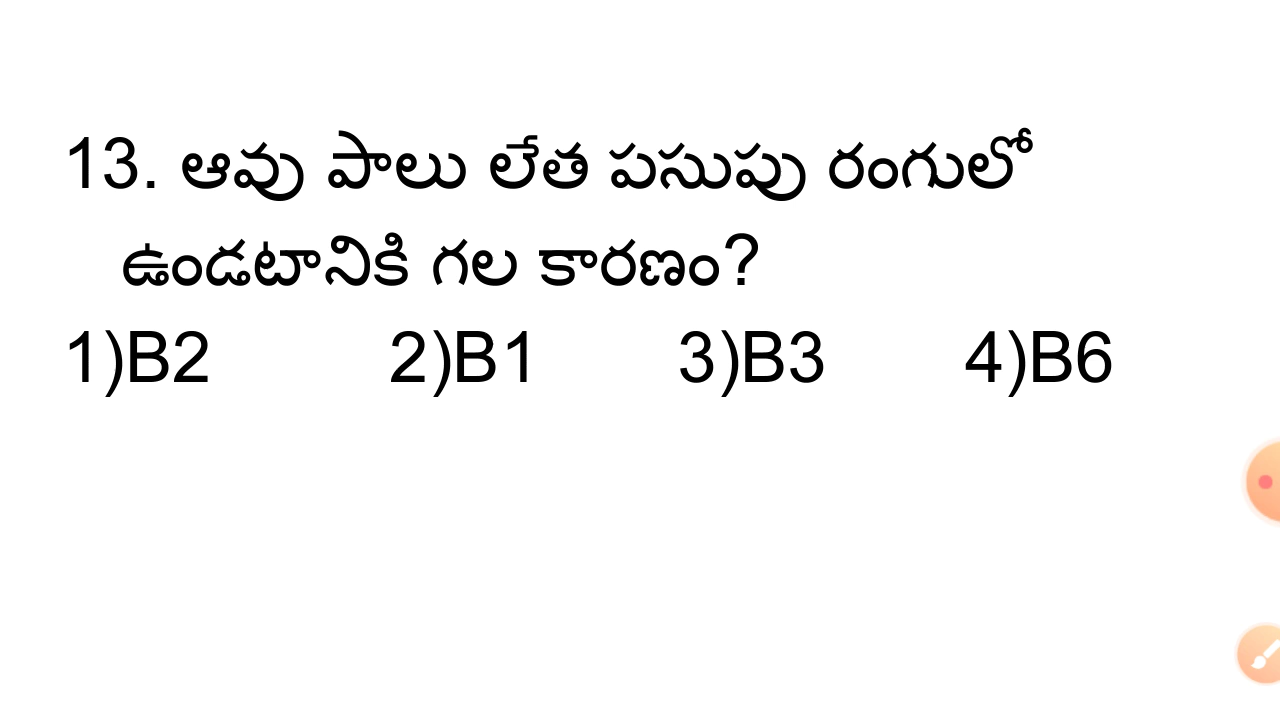 13. ఆవు పాలు లేత పసుపు రంగులో
ఉండటానికి గల కారణం?
1)B2 2)B1 3)B3 4)B6